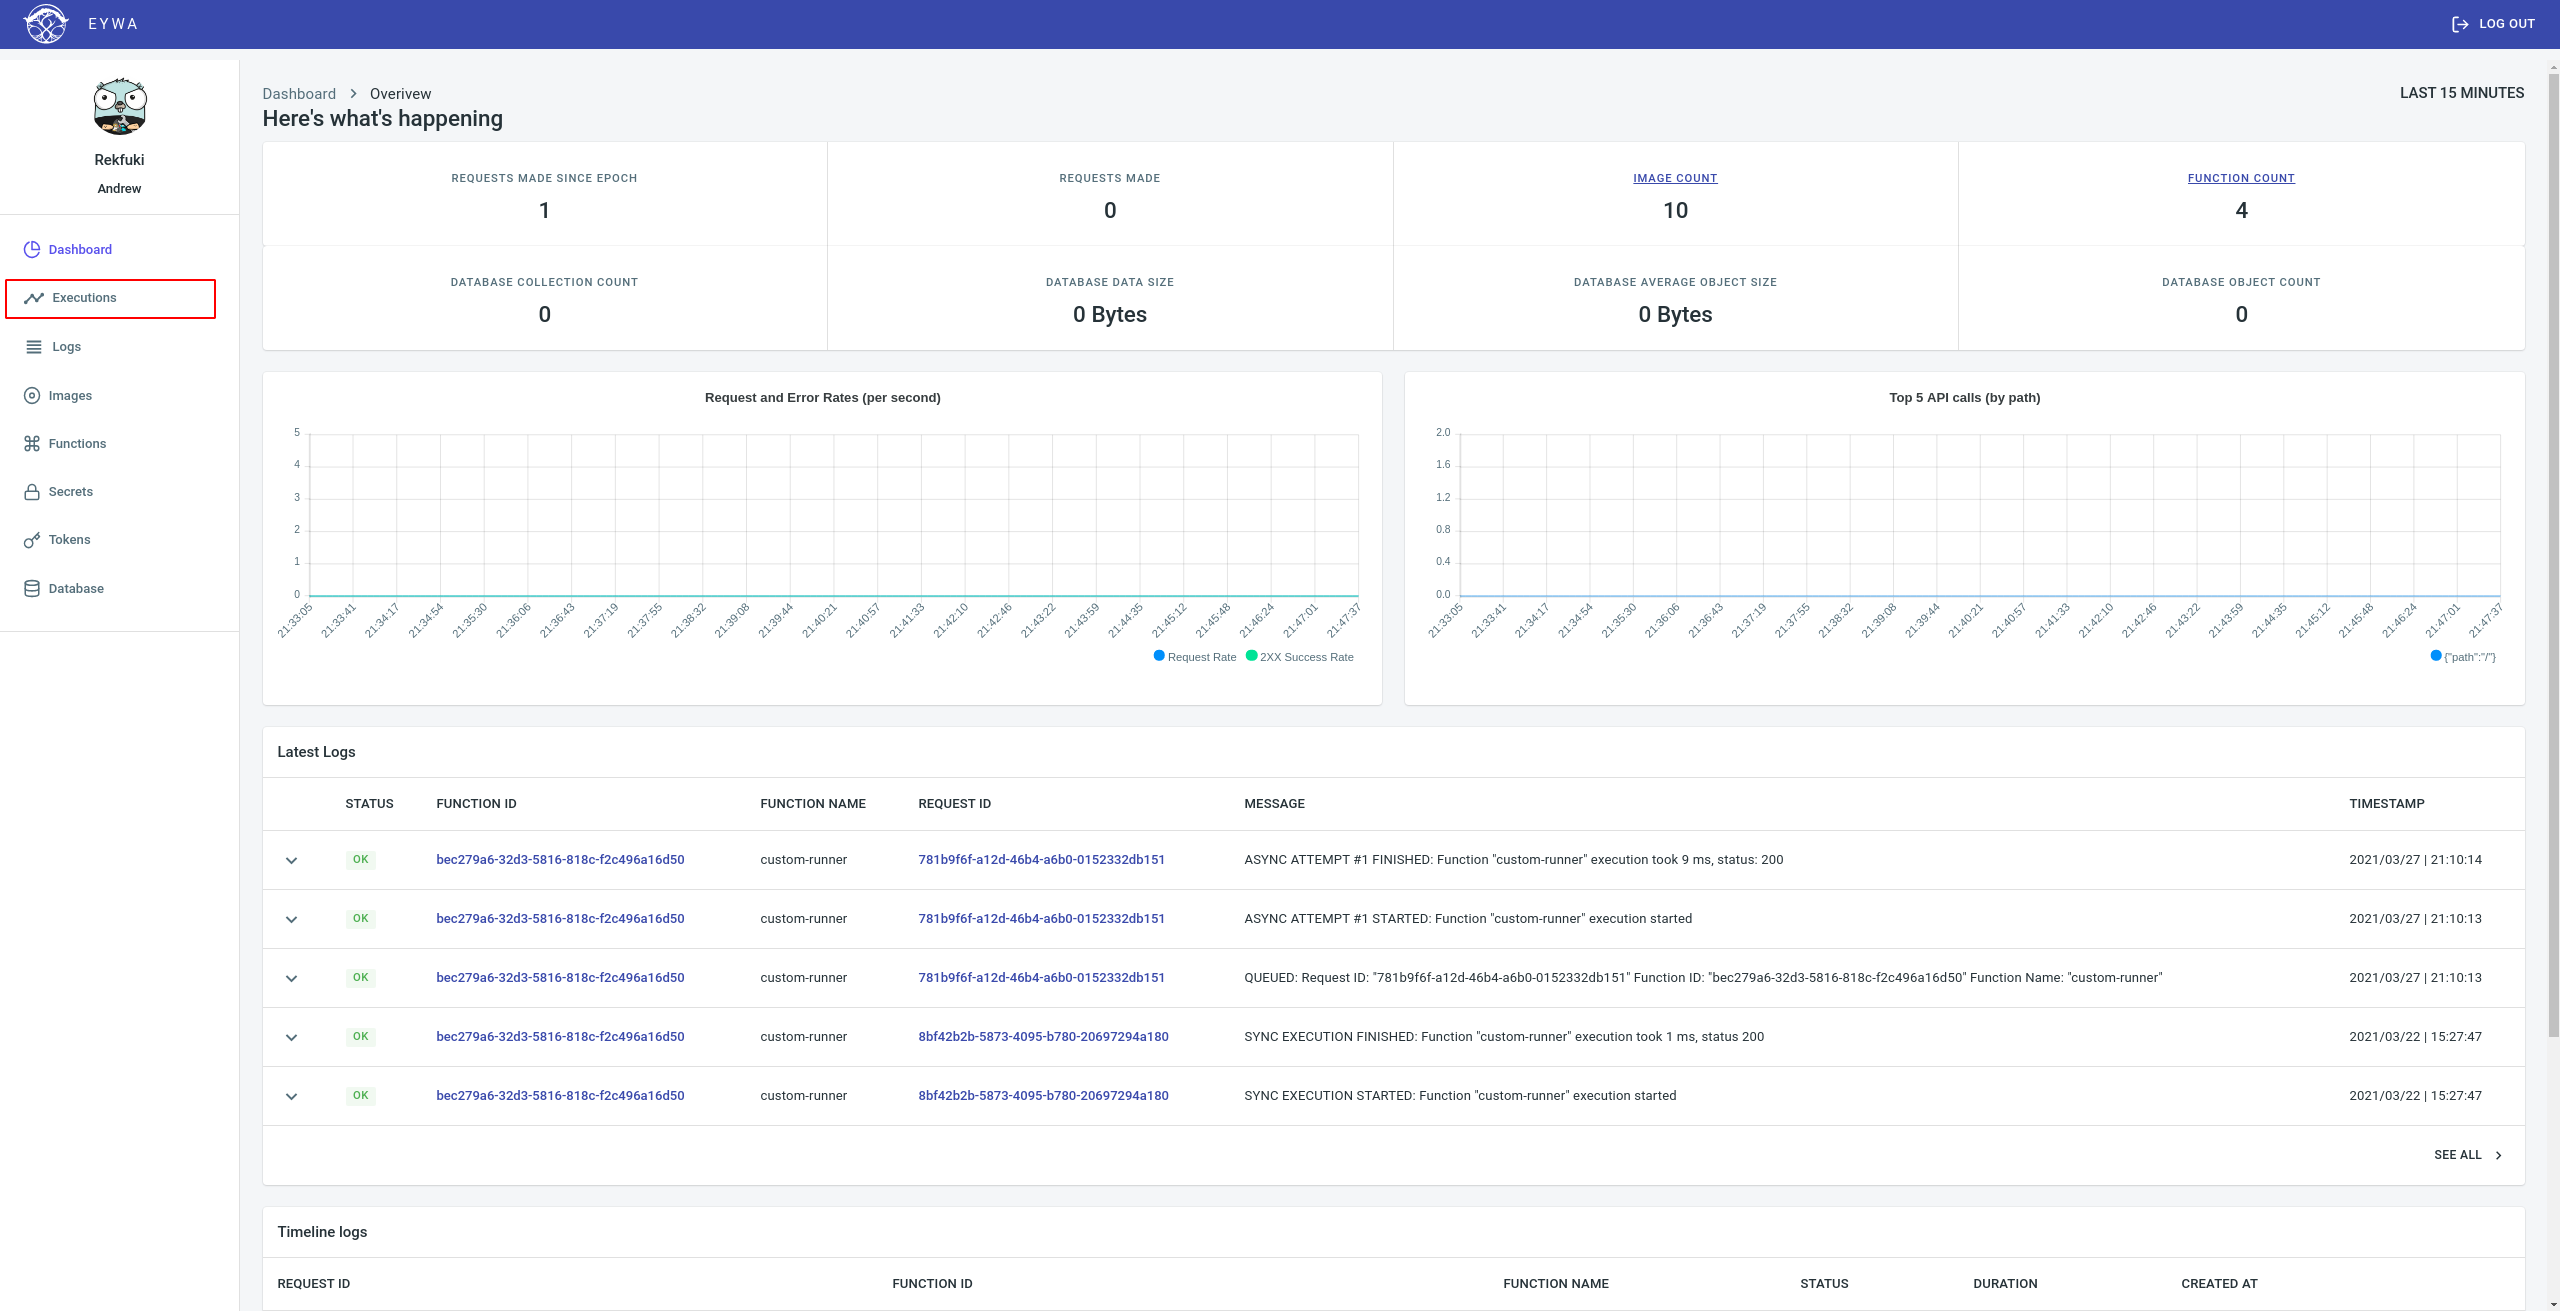 EYWA
LOG OUT
Rekfuki
Andrew
Dashboard
Executions
Logs
Images
Functions
Secrets
Tokens
Database
Dashboard > Overivew
LAST 15 MINUTES
Here's what's happening
REQUESTS MADE SINCE EPOCH
1
REQUESTS MADE
0
IMAGE COUNT
10
FUNCTION COUNT
4
DATABASE COLLECTION COUNT
0
DATABASE DATA SIZE
0 Bytes
DATABASE AVERAGE OBJECT SIZE
0 Bytes
DATABASE OBJECT COUNT
0
Request and Error Rates (per second)
5
4
3
2
1
0
21:33:05 21:33:41 21:34:17 21:34:54 21:35:30 21:36:06 21:36:43 21:37:19 21:37:55 21:38:32 21:39:08 21:39:44 21:40:21 21:40:57 21:41:33 21:42:10 21:42:46 21:43:22 21:43:59 21:44:35 21:45:12 21:45:48 21:46:24 21:47:01 21:47:37
Request Rate 2XX Success Rate
Top 5 API calls (by path)
2.0
1.6
1.2
0.8
0.4
0.0
21:33:05 21:33:41 21:34:17 21:34:54 21:35:30 21:36:06 21:36:43 21:37:19 21:37:55 21:38:32 21:39:08 21:39:44 21:40:21 21:40:57 21:41:33 21:42:10 21:42:46 21:43:22 21:43:59 21:44:35 21:45:12 21:45:48 21:46:24 21:47:01 21:47:37
{"path":"/"}
Latest Logs
STATUS FUNCTION ID FUNCTION NAME REQUEST ID MESSAGE TIMESTAMP
OK bec279a6-32d3-5816-818c-f2c496a16d50 custom-runner 781b9f6f-a12d-46b4-a6b0-0152332db151 ASYNC ATTEMPT #1 FINISHED: Function "custom-runner" execution took 9 ms, status: 200 2021/03/27 | 21:10:14
OK bec279a6-32d3-5816-818c-f2c496a16d50 custom-runner 781b9f6f-a12d-46b4-a6b0-0152332db151 ASYNC ATTEMPT #1 STARTED: Function "custom-runner" execution started 2021/03/27 | 21:10:13
OK bec279a6-32d3-5816-818c-f2c496a16d50 custom-runner 781b9f6f-a12d-46b4-a6b0-0152332db151 QUEUED: Request ID: "781b9f6f-a12d-46b4-a6b0-0152332db151" Function ID: "bec279a6-32d3-5816-818c-f2c496a16d50" Function Name: "custom-runner" 2021/03/27 | 21:10:13
OK bec279a6-32d3-5816-818c-f2c496a16d50 custom-runner 8bf42b2b-5873-4095-b780-20697294a180 SYNC EXECUTION FINISHED: Function "custom-runner" execution took 1 ms, status 200 2021/03/22 | 15:27:47
OK bec279a6-32d3-5816-818c-f2c496a16d50 custom-runner 8bf42b2b-5873-4095-b780-20697294a180 SYNC EXECUTION STARTED: Function "custom-runner" execution started 2021/03/22 | 15:27:47
SEE ALL
Timeline logs
REQUEST ID FUNCTION ID FUNCTION NAME STATUS DURATION CREATED AT